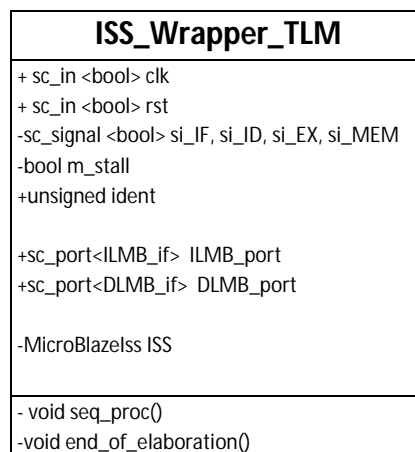 ISS_Wrapper_TLM
+ sc_in <bool> clk
+ sc_in <bool> rst
-sc_signal <bool> si_IF, si_ID, si_EX, si_MEM
-bool m_stall
+unsigned ident
+sc_port<ILMB_if> ILMB_port
+sc_port<DLMB_if> DLMB_port
-MicroBlazeIss ISS
- void seq_proc()
-void end_of_elaboration()